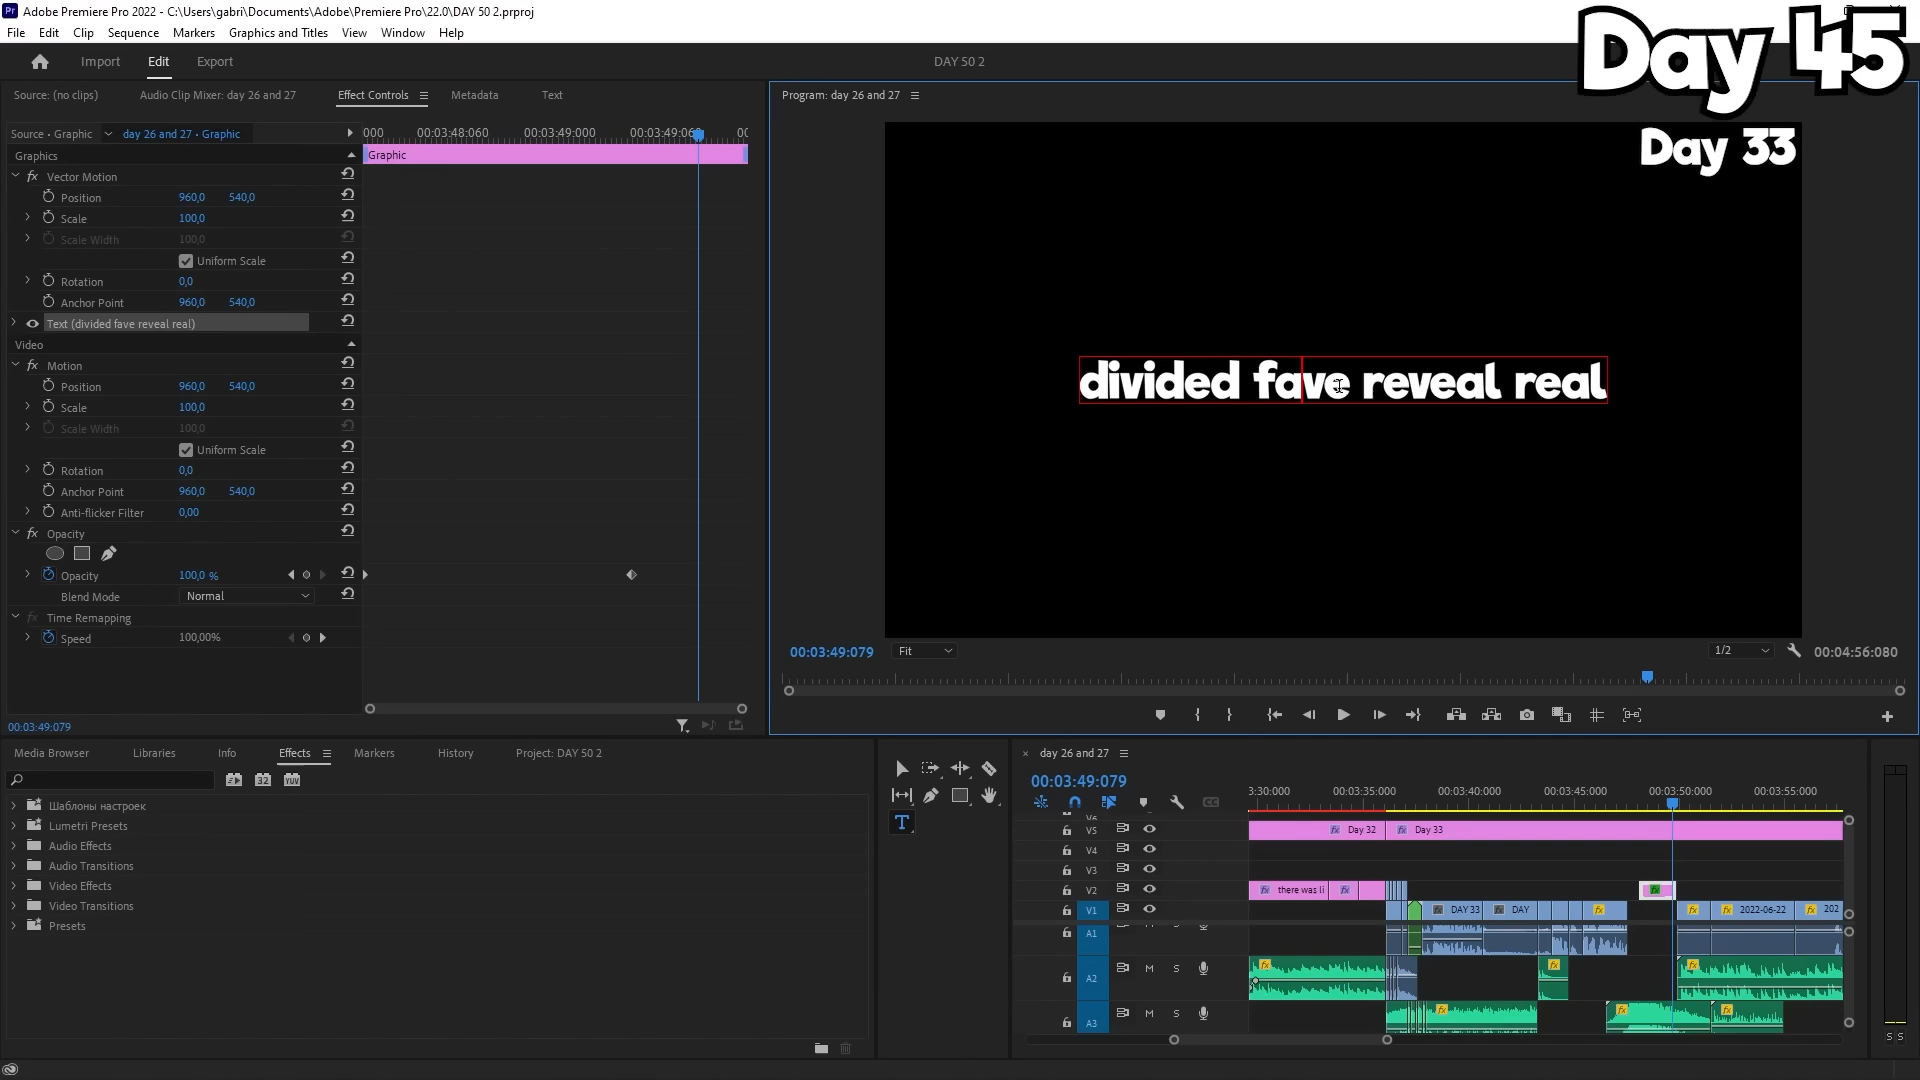 Adobe Premiere Pro 2022 - C:\Users\gabri\Documents\Adobe\Premiere Pro\22.0\DAY 50 2.prproj
File Edit Clip Sequence Markers Graphics and Titles View Window Help
Day 45
Import Edit Export
DAY 50 2
Source: (no clips) Audio Clip Mixer: day 26 and 27 Effect Controls Metadata Text
Program: day 26 and 27
Source • Graphic day 26 and 27 • Graphic
000 00:03:48:060 00:03:49:000 00:03:49:06
Graphics
Graphic
Vector Motion
Position 960,0 540,0
Scale 100,0
Scale Width 100,0
Uniform Scale
Rotation 0,0
Anchor Point 960,0 540,0
Text (divided fave reveal real)
Video
Motion
Position 960,0 540,0
Scale 100,0
Scale Width 100,0
Uniform Scale
Rotation 0,0
Anchor Point 960,0 540,0
Anti-flicker Filter 0,00
Opacity
Opacity 100,0 %
Blend Mode Normal
Time Remapping
Speed 100,00%
00:03:49:079
Day 33
divided fave reveal real
00:03:49:079 Fit 1/2 00:04:56:080
Media Browser Libraries Info Effects Markers History Project: DAY 50 2
32 YUV
Шаблоны настроек
Lumetri Presets
Audio Effects
Audio Transitions
Video Effects
Video Transitions
Presets
day 26 and 27
00:03:49:079
3:30:000 00:03:35:000 00:03:40:000 00:03:45:000 00:03:50:000 00:03:55:000
V5 Day 32 Day 33
V4
V3
V2 there was li
V1 DAY 33 DAY 2022-06-22 202
A1
A2 M S
A3 M S
S S